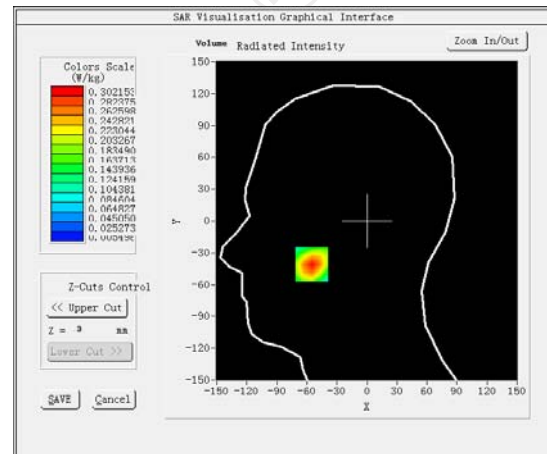 SAR Visualisation Graphical Interface
Volume Radiated Intensity
Zoom In/Out
Colors Scale
(W/kg)
0.302153
0.282375
0.262598
0.242821
0.223044
0.203267
0.183490
0.163713
0.143936
0.124159
0.104381
0.084604
0.064827
0.045050
0.025273
0.005496
Z-Cuts Control
<< Upper Cut
Z = 3 mm
Lower Cut >>
SAVE Cancel
150
120
90
60
30
0
-30
-60
-90
-120
-150
Y
-150 -120 -90 -60 -30 0 30 60 90 120 150
X